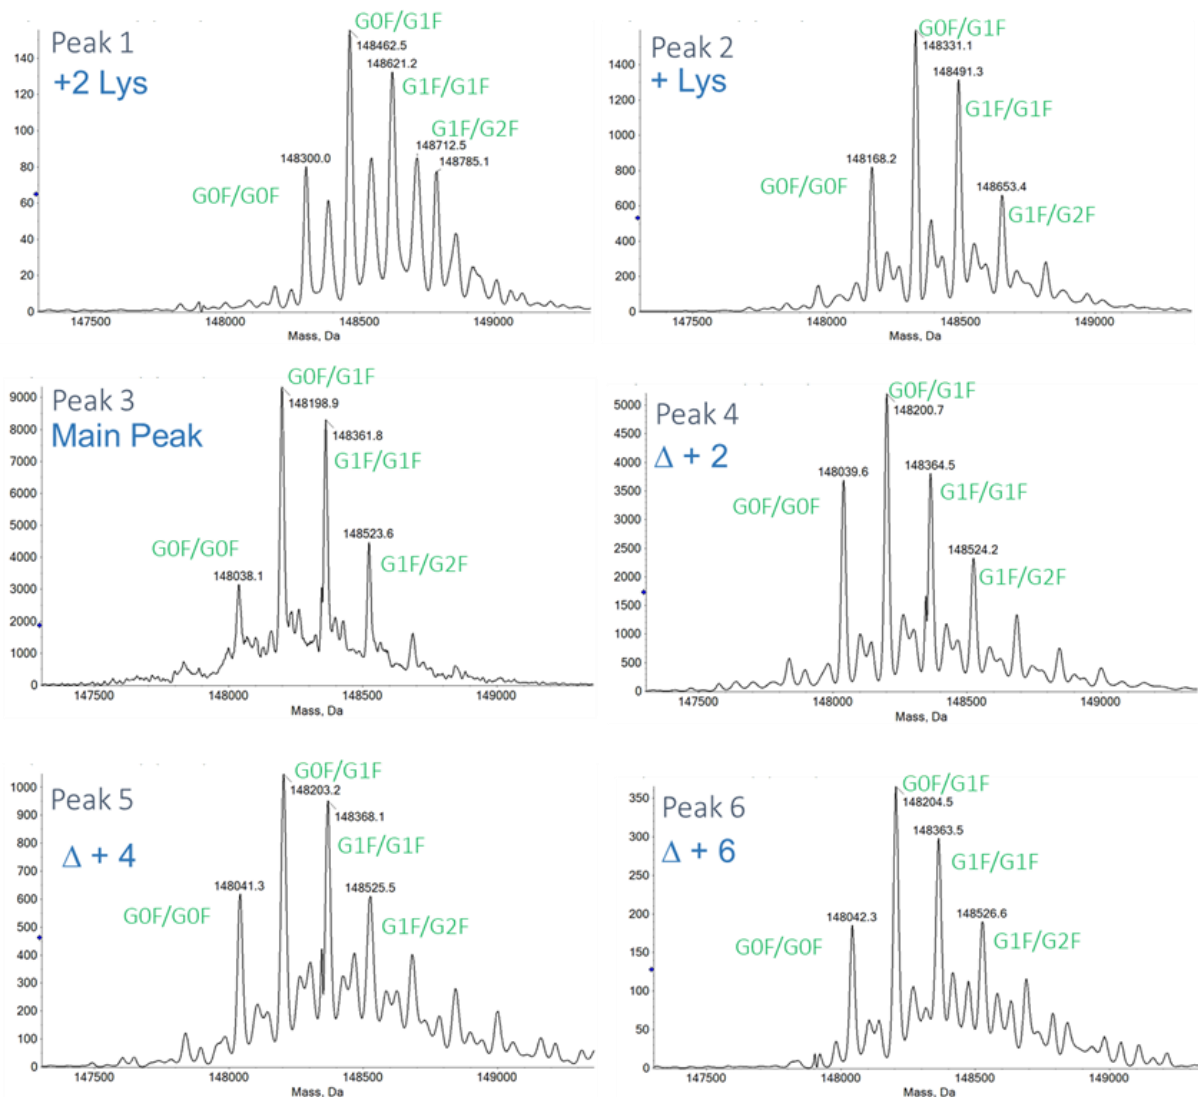 Peak 1
+2 Lys
G0F/G1F
148462.5
148621.2
G1F/G1F
G1F/G2F
148712.5
148785.1
148300.0
G0F/G0F
140
120
100
80
60
40
20
0
147500
148000
148500
149000
Mass, Da
Peak 2
+ Lys
G0F/G1F
148331.1
148491.3
G1F/G1F
148168.2
G0F/G0F
148653.4
G1F/G2F
1400
1200
1000
800
600
400
200
0
147500
148000
148500
149000
Mass, Da
Peak 3
Main Peak
G0F/G1F
148198.9
148361.8
G1F/G1F
148523.6
G0F/G0F
148038.1
G1F/G2F
9000
8000
7000
6000
5000
4000
3000
2000
1000
0
147500
148000
148500
149000
Mass, Da
Peak 4
Δ + 2
G0F/G1F
148200.7
148039.6
148364.5
G1F/G1F
G0F/G0F
148524.2
G1F/G2F
5000
4500
4000
3500
3000
2500
2000
1500
1000
500
0
147500
148000
148500
149000
Mass, Da
Peak 5
Δ + 4
G0F/G1F
148203.2
148368.1
G1F/G1F
148041.3
148525.5
G0F/G0F
G1F/G2F
1000
900
800
700
600
500
400
300
200
100
0
147500
148000
148500
149000
Mass, Da
Peak 6
Δ + 6
G0F/G1F
148204.5
148363.5
G1F/G1F
148042.3
148526.6
G0F/G0F
G1F/G2F
350
300
250
200
150
100
50
0
147500
148000
148500
149000
Mass, Da